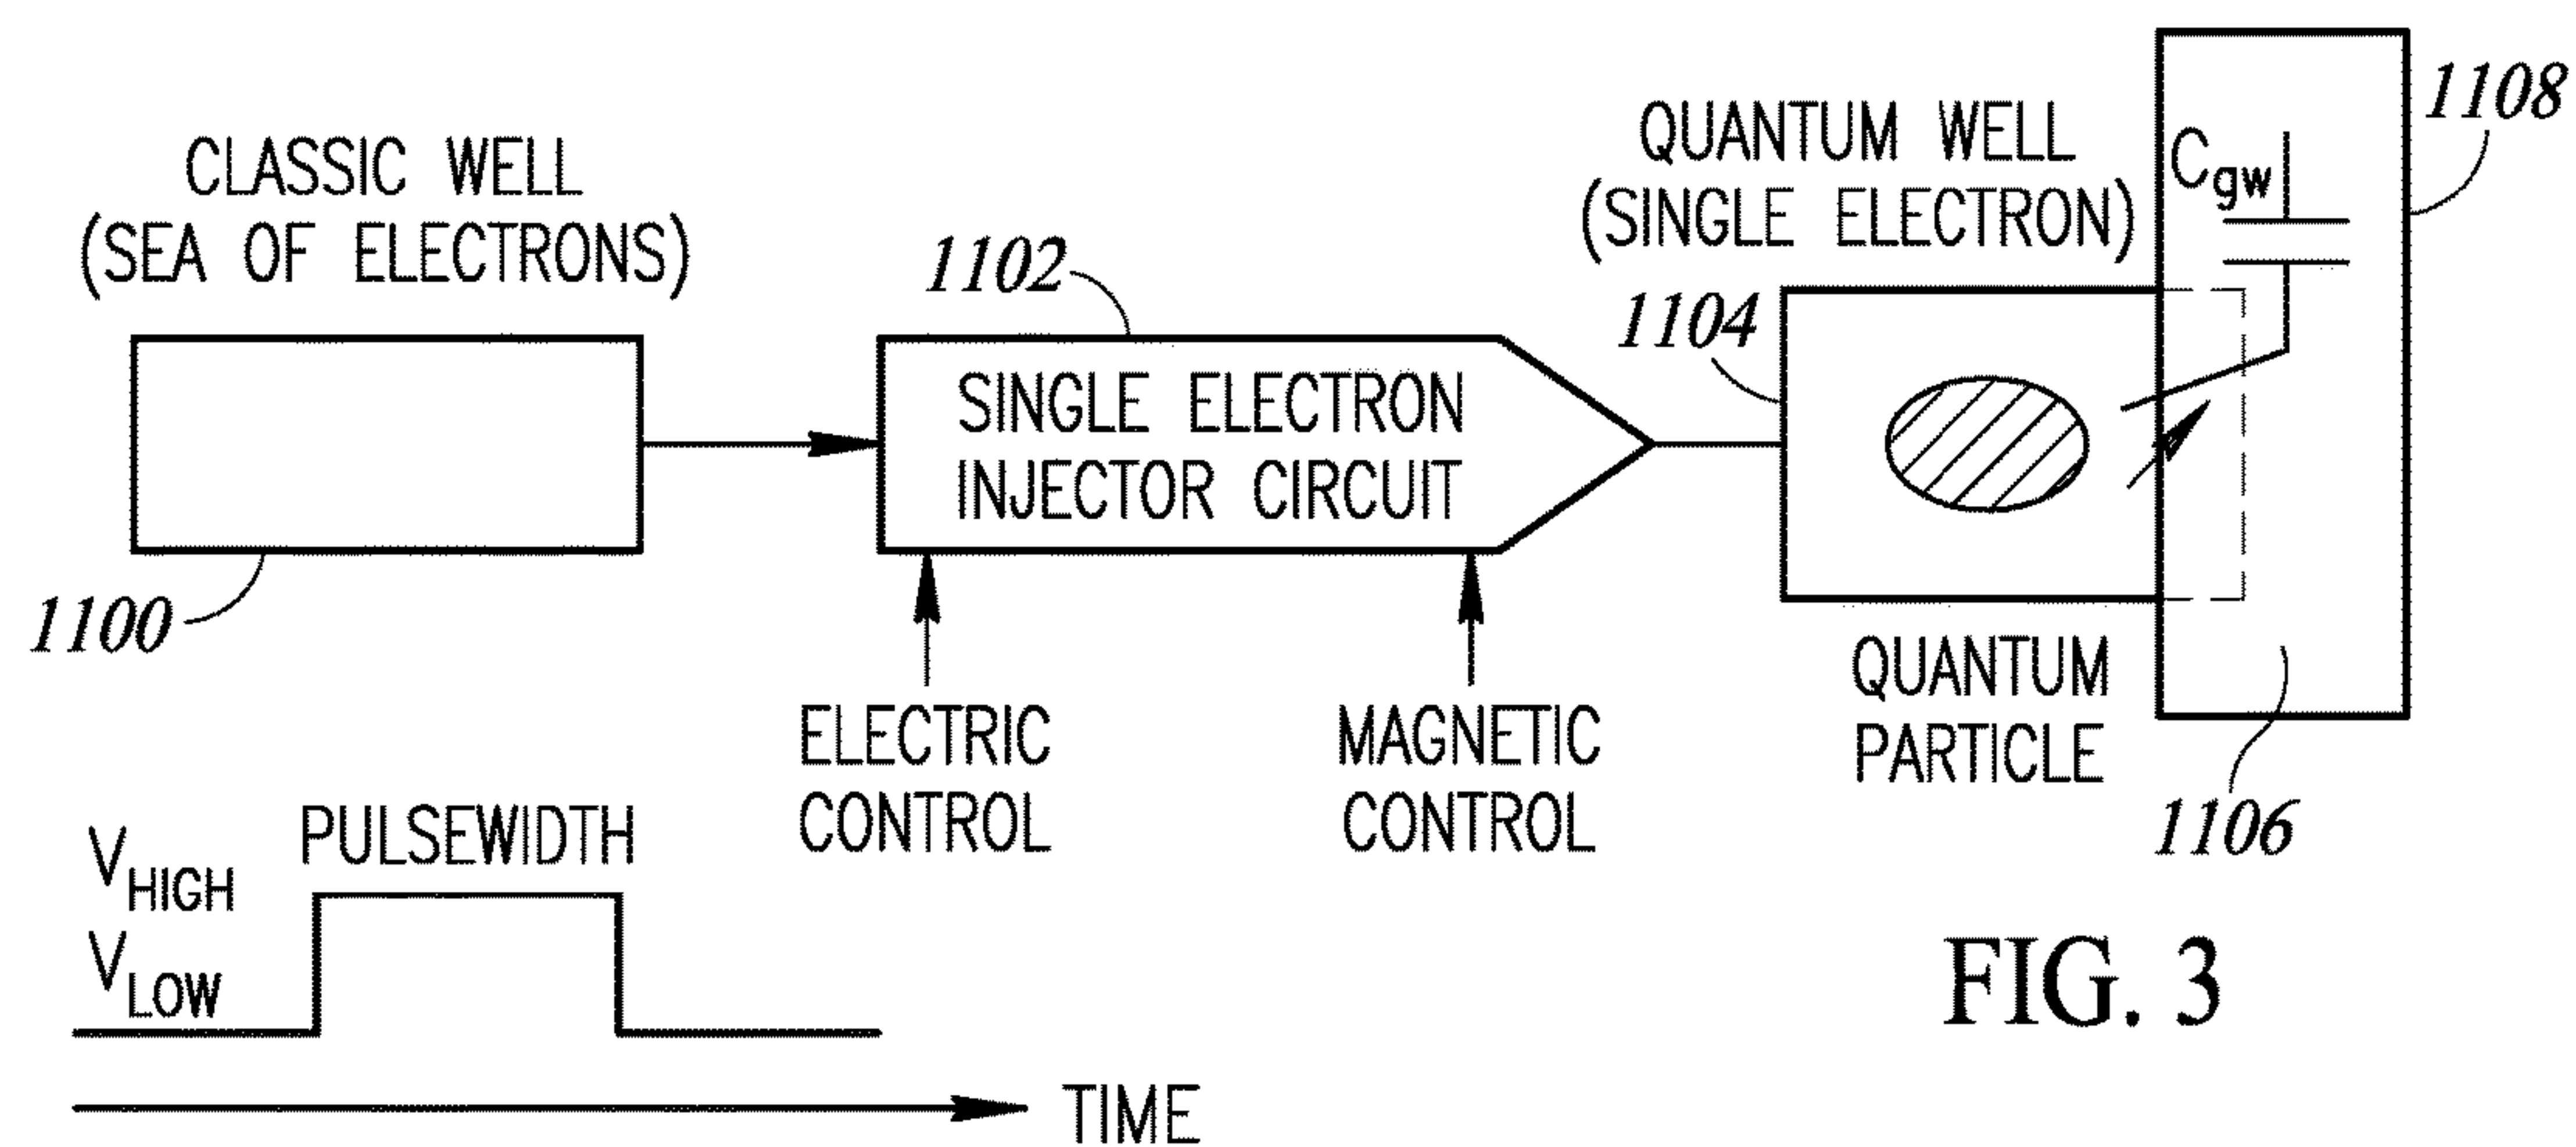 CLASSIC WELL
(SEA OF ELECTRONS)
1100
1102
SINGLE ELECTRON
INJECTOR CIRCUIT
ELECTRIC
CONTROL
MAGNETIC
CONTROL
QUANTUM WELL
(SINGLE ELECTRON)
1104
Cgw
1108
QUANTUM
PARTICLE
1106
VHIGH
PULSEWIDTH
VLOW
TIME
FIG. 3